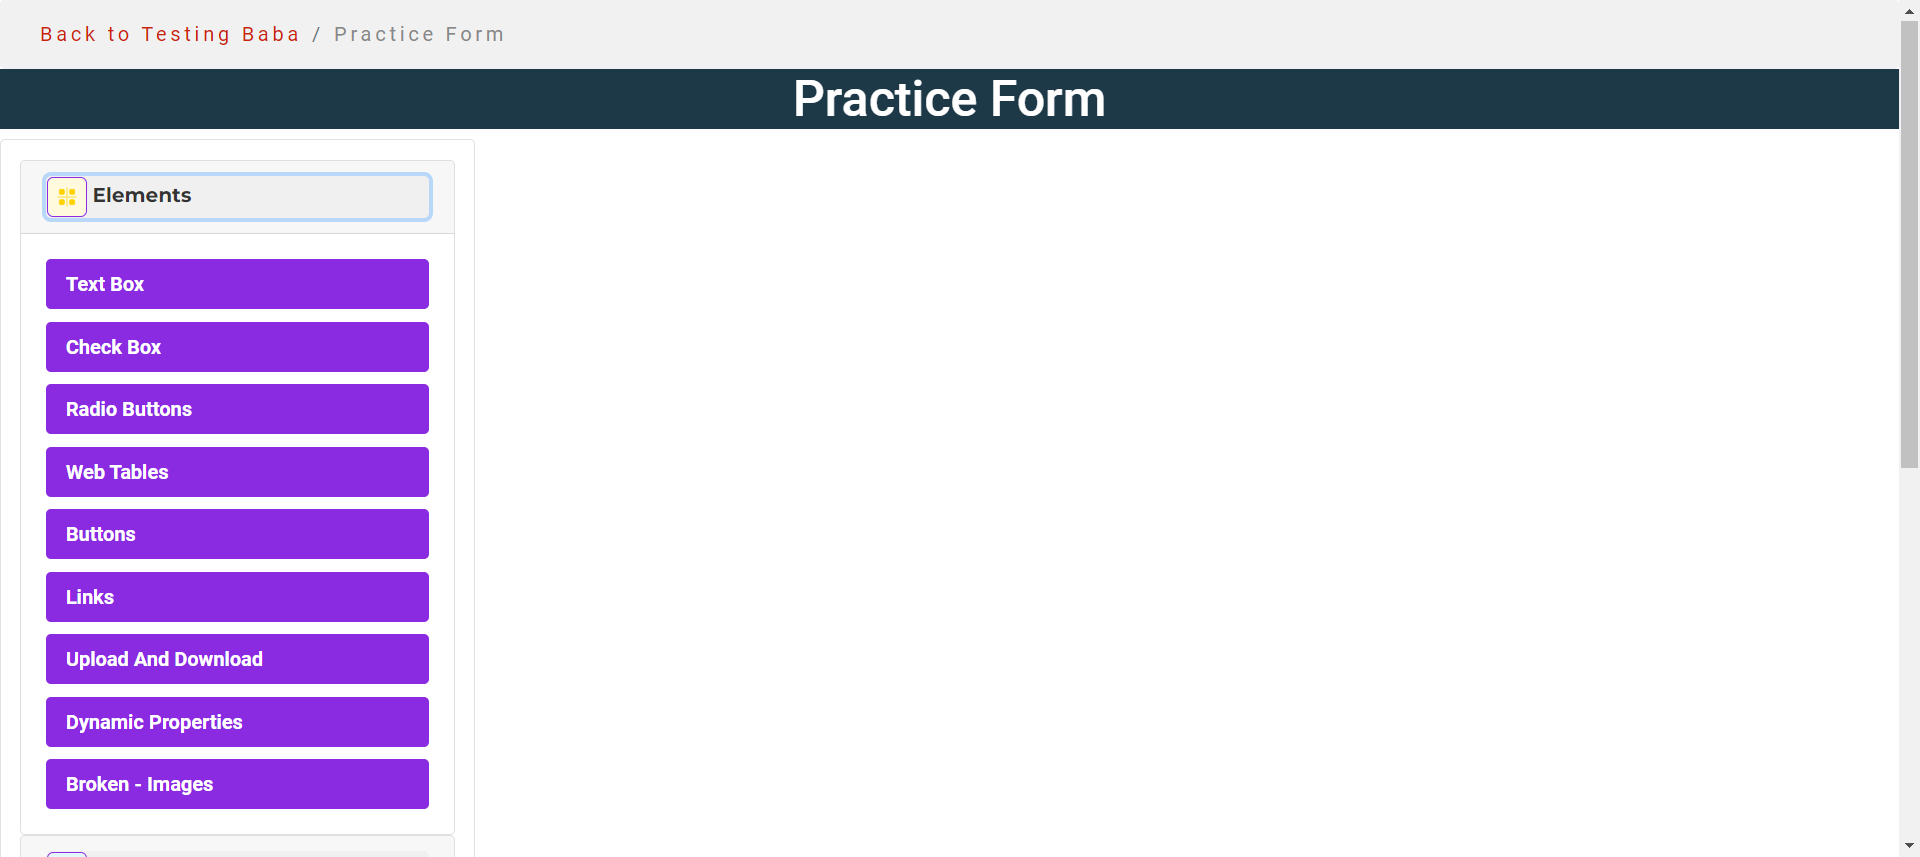 Back to Testing Baba / Practice Form
Practice Form
Elements
Text Box
Check Box
Radio Buttons
Web Tables
Buttons
Links
Upload And Download
Dynamic Properties
Broken - Images